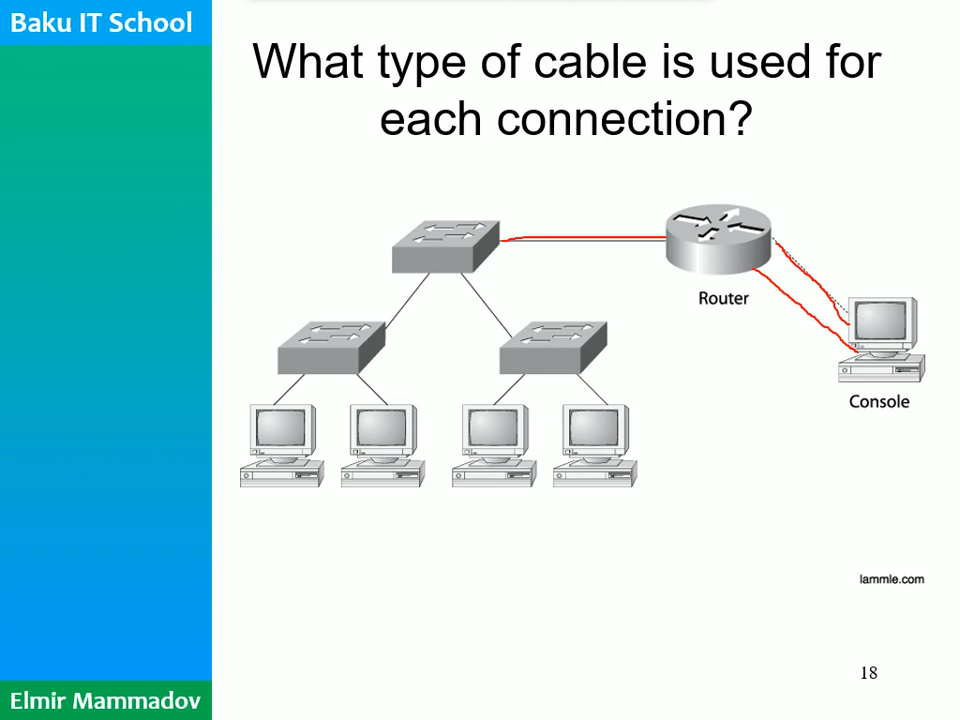 Baku IT School
What type of cable is used for
each connection?
Router
Console
lammle.com
18
Elmir Mammadov